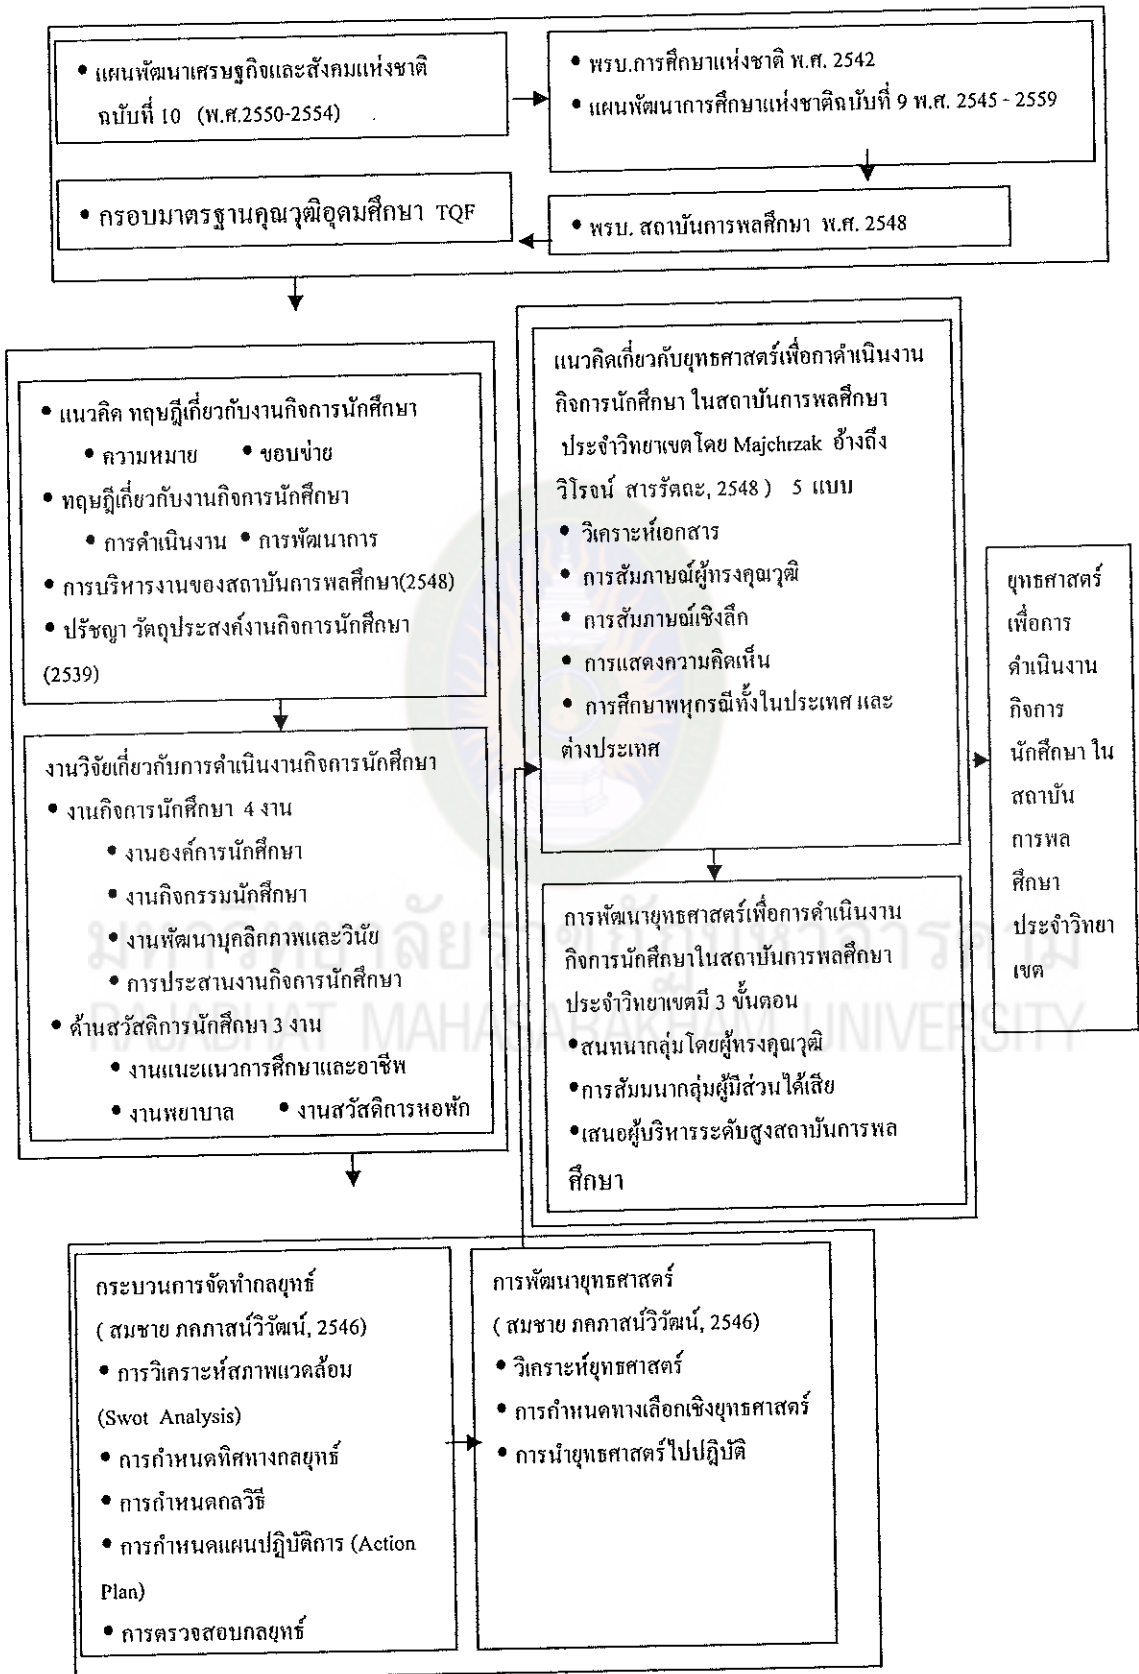 • แผนพัฒนาเศรษฐกิจและสังคมแห่งชาติ
ฉบับที่ 10 (พ.ศ.2550-2554)
• พรบ.การศึกษาแห่งชาติ พ.ศ. 2542
• แผนพัฒนาการศึกษาแห่งชาติฉบับที่ 9 พ.ศ. 2545 - 2559
• กรอบมาตรฐานคุณวุฒิอุดมศึกษา TQF
• พรบ. สถาบันการพลศึกษา พ.ศ. 2548
• แนวคิด ทฤษฎีเกี่ยวกับงานกิจการนักศึกษา
• ความหมาย • ขอบข่าย
• ทฤษฎีเกี่ยวกับงานกิจการนักศึกษา
• การดำเนินงาน • การพัฒนาการ
• การบริหารงานของสถาบันการพลศึกษา(2548)
• ปรัชญา วัตถุประสงค์งานกิจการนักศึกษา
(2539)
งานวิจัยเกี่ยวกับการดำเนินงานกิจการนักศึกษา
• งานกิจการนักศึกษา 4 งาน
• งานองค์การนักศึกษา
• งานกิจกรรมนักศึกษา
• งานพัฒนาบุคลิกภาพและวินัย
• การประสานงานกิจการนักศึกษา
• ด้านสวัสดิการนักศึกษา 3 งาน
• งานแนะแนวการศึกษาและอาชีพ
• งานพยาบาล • งานสวัสดิการหอพัก
แนวคิดเกี่ยวกับยุทธศาสตร์เพื่อกาดำเนินงาน
กิจการนักศึกษา ในสถาบันการพลศึกษา
ประจำวิทยาเขตโดย Majchrzak อ้างถึง
วิโรจน์ สารรัตถะ, 2548 ) 5 แบบ
• วิเคราะห์เอกสาร
• การสัมภาษณ์ผู้ทรงคุณวุฒิ
• การสัมภาษณ์เชิงลึก
• การแสดงความคิดเห็น
• การศึกษาพหุกรณีทั้งในประเทศ และ
ต่างประเทศ
การพัฒนายุทธศาสตร์เพื่อการดำเนินงาน
กิจการนักศึกษาในสถาบันการพลศึกษา
ประจำวิทยาเขตมี 3 ขั้นตอน
•สนทนากลุ่มโดยผู้ทรงคุณวุฒิ
•การสัมมนากลุ่มผู้มีส่วนได้เสีย
•เสนอผู้บริหารระดับสูงสถาบันการพล
ศึกษา
ยุทธศาสตร์
เพื่อการ
ดำเนินงาน
กิจการ
นักศึกษา ใน
สถาบัน
การพล
ศึกษา
ประจำวิทยา
เขต
กระบวนการจัดทำกลยุทธ์
( สมชาย ภคภาสน์วิวัฒน์, 2546)
• การวิเคราะห์สภาพแวดล้อม
(Swot Analysis)
• การกำหนดทิศทางกลยุทธ์
• การกำหนดกลวิธี
• การกำหนดแผนปฏิบัติการ (Action
Plan)
• การตรวจสอบกลยุทธ์
การพัฒนายุทธศาสตร์
( สมชาย ภคภาสน์วิวัฒน์, 2546)
• วิเคราะห์ยุทธศาสตร์
• การกำหนดทางเลือกเชิงยุทธศาสตร์
• การนำยุทธศาสตร์ไปปฏิบัติ
มหาวิทยาลัยราชภัฏมหาสารคาม
RAJABHAT MAHASARAKHAM UNIVERSITY